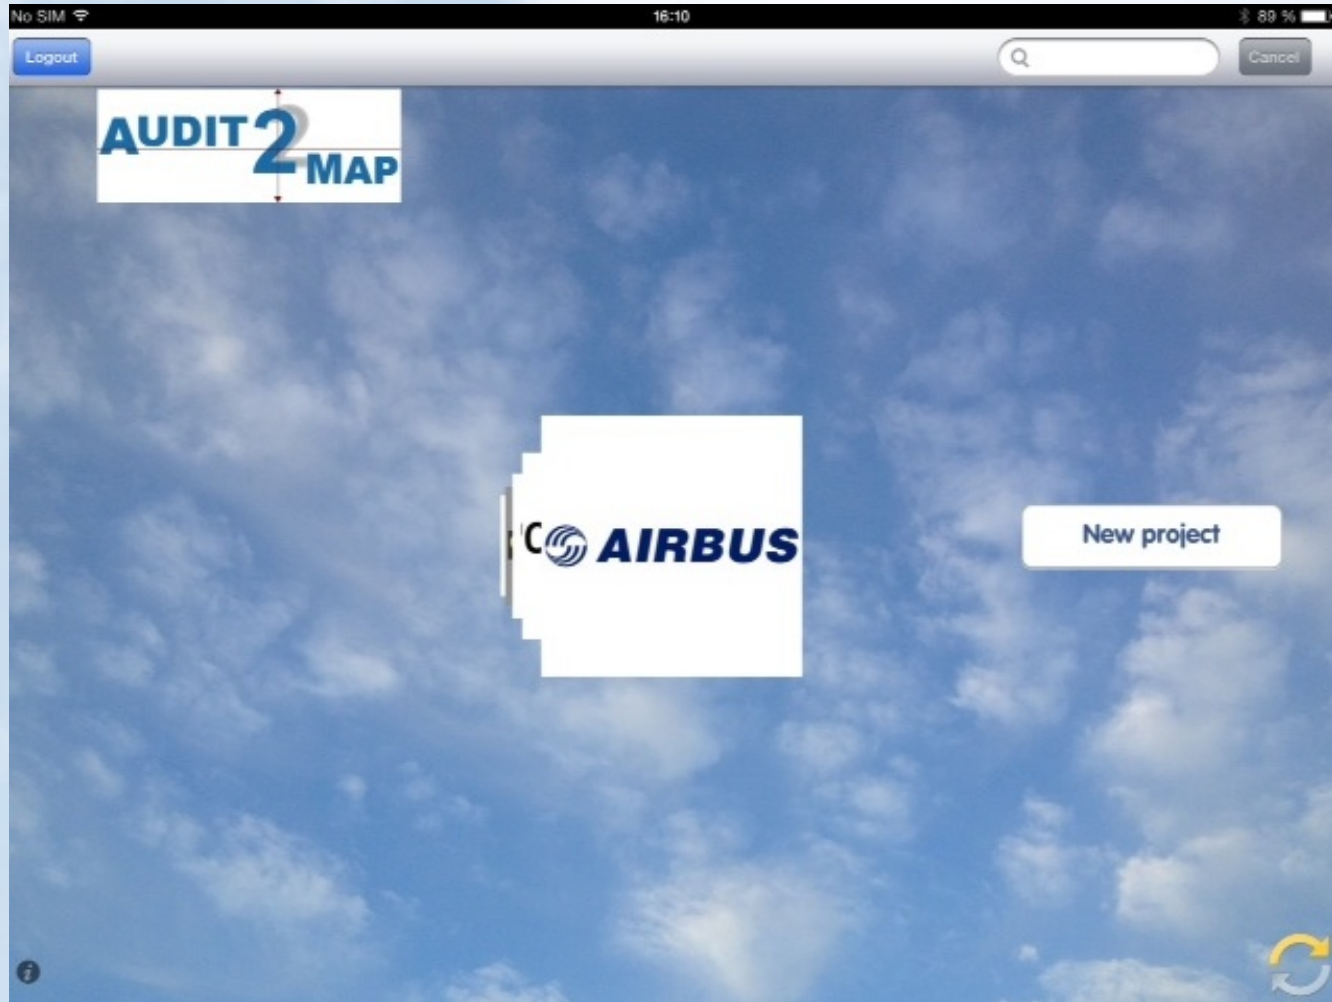 No SIM 16:10 89 %
Logout Cancel
AUDIT 2 MAP
'C AIRBUS
New project